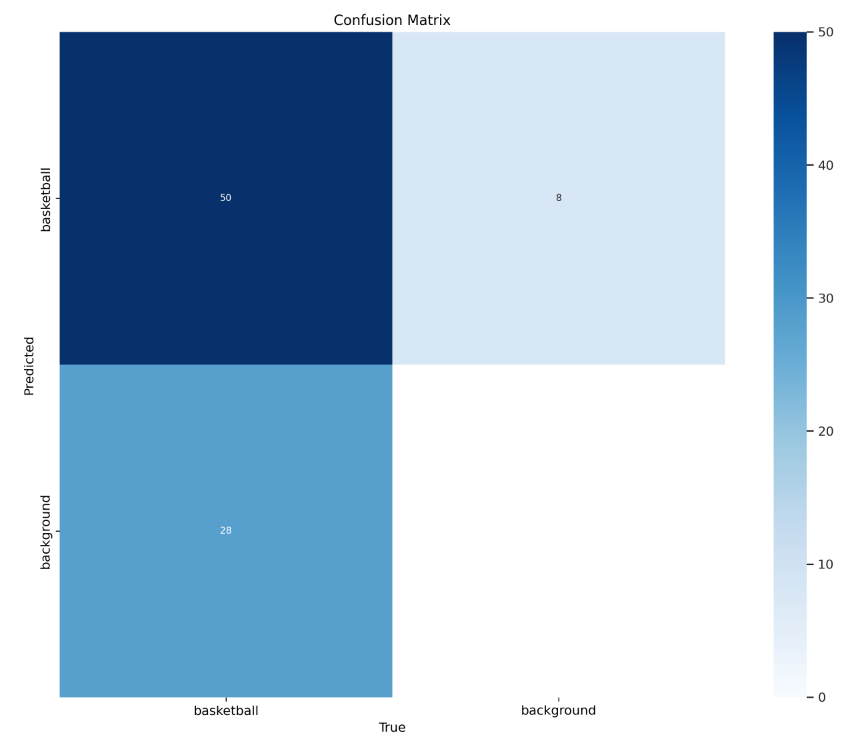 Confusion Matrix
basketball
50
8
Predicted
background
28
basketball
background
True
50
40
30
20
10
0